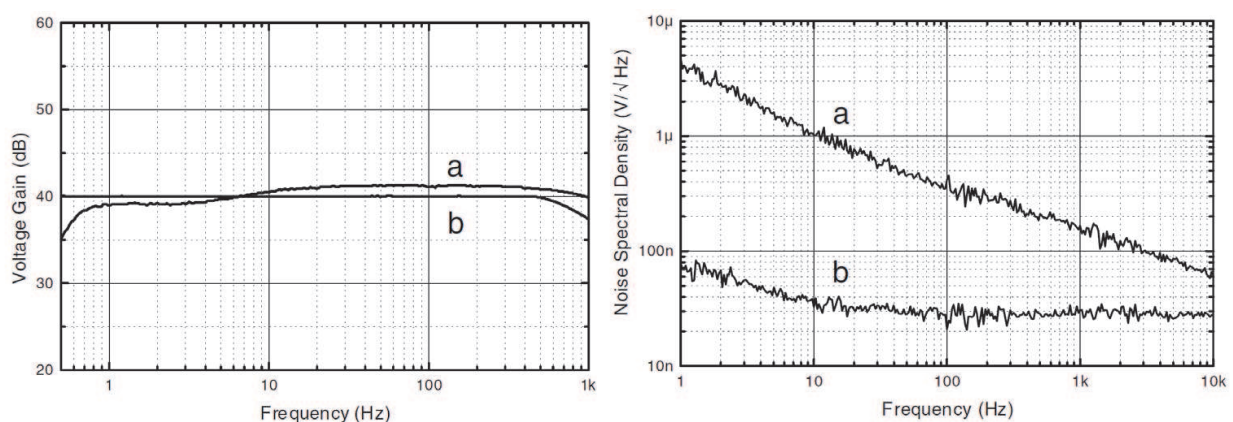 60
50
40
30
20
Voltage Gain (dB)
a
b
1
10
100
1k
Frequency (Hz)
10μ
1μ
100n
10n
Noise Spectral Density (V/√Hz)
a
b
1
10
100
1k
10k
Frequency (Hz)